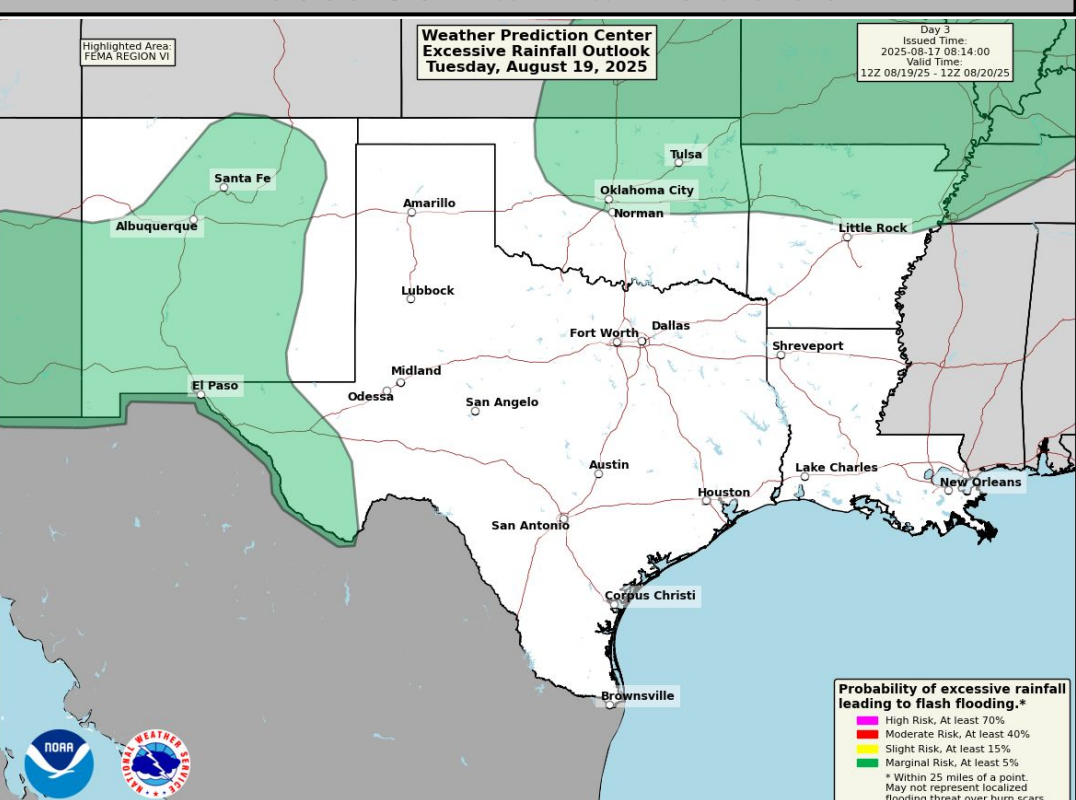 Highlighted Area:
FEMA REGION VI
Weather Prediction Center
Excessive Rainfall Outlook
Tuesday, August 19, 2025
Day 3
Issued Time:
2025-08-17 08:14:00
Valid Time:
12Z 08/19/25 - 12Z 08/20/25
Tulsa
Santa Fe
Oklahoma City
Amarillo
Norman
Albuquerque
Little Rock
Lubbock
Dallas
Fort Worth
Shreveport
Midland
El Paso
Odessa
San Angelo
Austin
Lake Charles
New Orleans
Houston
San Antonio
Corpus Christi
Brownsville
Probability of excessive rainfall
leading to flash flooding.*
High Risk, At least 70%
Moderate Risk, At least 40%
Slight Risk, At least 15%
Marginal Risk, At least 5%
* Within 25 miles of a point.
May not represent localized
flooding threat over burn scars
NOAA
NATIONAL WEATHER SERVICE